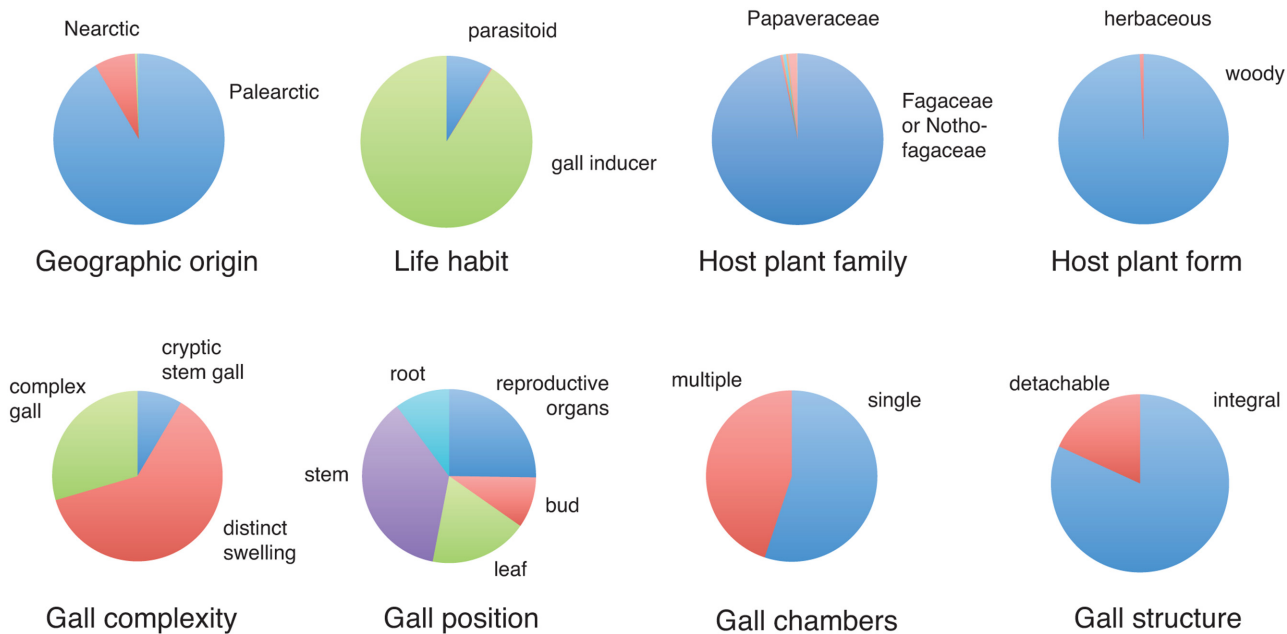 Nearctic
Palearctic
Geographic origin
parasitoid
gall inducer
Life habit
Papaveraceae
Fagaceae
or Notho-
fagaceae
Host plant family
herbaceous
woody
Host plant form
cryptic
stem gall
complex
gall
distinct
swelling
Gall complexity
root
reproductive
organs
stem
bud
leaf
Gall position
multiple
single
Gall chambers
detachable
integral
Gall structure